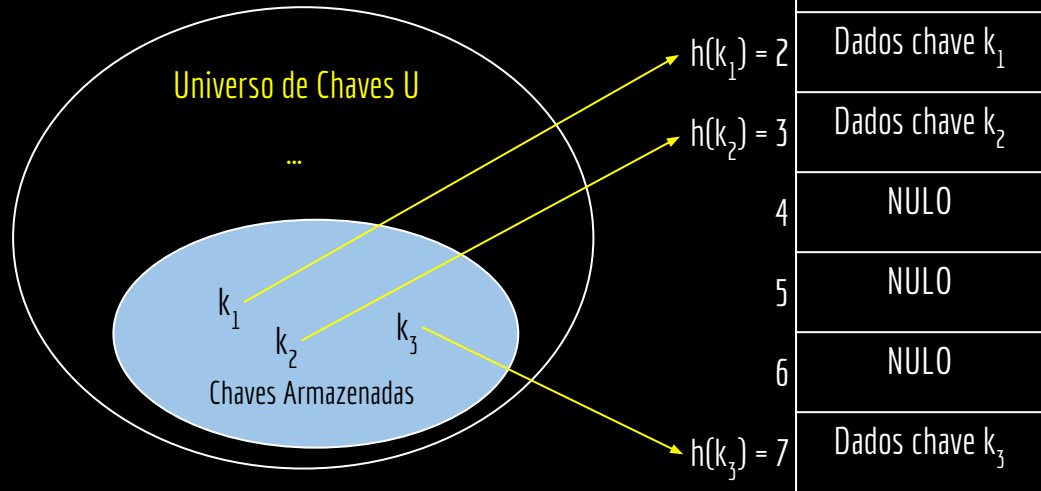 Universo de Chaves U
...
k₁
k₂
k₃
Chaves Armazenadas
h(k₁) = 2 Dados chave k₁
h(k₂) = 3 Dados chave k₂
4 NULO
5 NULO
6 NULO
h(k₃) = 7 Dados chave k₃